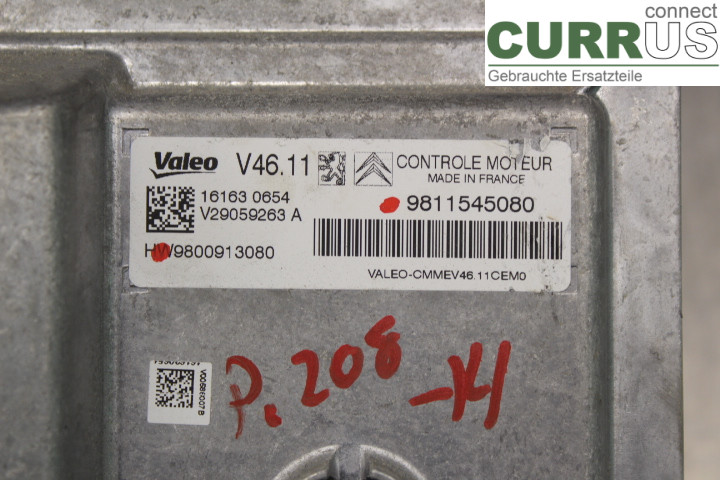 connect
CURRUS
Gebrauchte Ersatzteile
Valeo V46.11 CONTROLE MOTEUR
MADE IN FRANCE
16163 0654
V29059263 A
9811545080
HW9800913080
VALEO-CMMEV46.11CEM0
P.208 -14